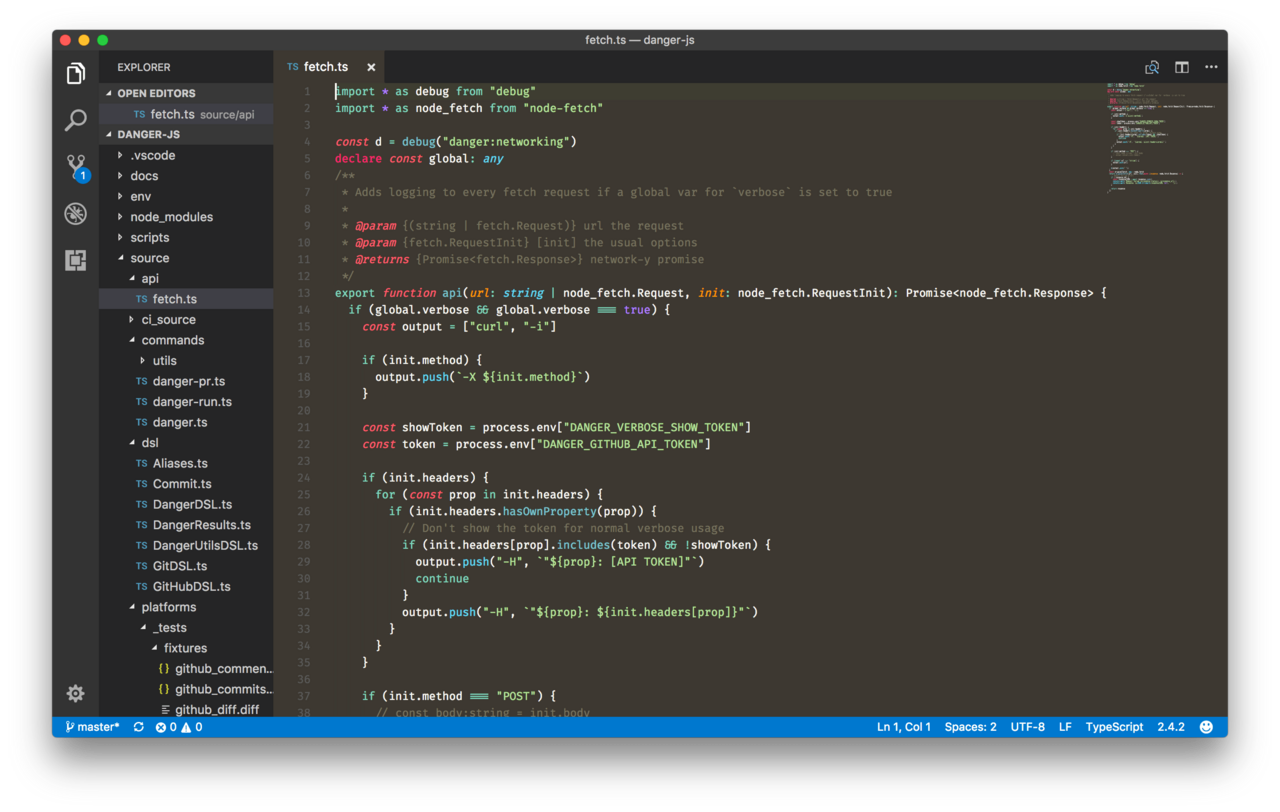 fetch.ts — danger-js
EXPLORER
OPEN EDITORS
TS fetch.ts source/api
DANGER-JS
.vscode
docs
env
node_modules
scripts
source
api
TS fetch.ts
ci_source
commands
utils
TS danger-pr.ts
TS danger-run.ts
TS danger.ts
dsl
TS Aliases.ts
TS Commit.ts
TS DangerDSL.ts
TS DangerResults.ts
TS DangerUtilsDSL.ts
TS GitDSL.ts
TS GitHubDSL.ts
platforms
_tests
fixtures
{} github_commen...
{} github_commits...
github_diff.diff
1
TS fetch.ts ×
1 import * as debug from "debug"
2 import * as node_fetch from "node-fetch"
3
4 const d = debug("danger:networking")
5 declare const global: any
6 /**
7  * Adds logging to every fetch request if a global var for `verbose` is set to true
8  *
9  * @param {(string | fetch.Request)} url the request
10  * @param {fetch.RequestInit} [init] the usual options
11  * @returns {Promise<fetch.Response>} network-y promise
12  */
13 export function api(url: string | node_fetch.Request, init: node_fetch.RequestInit): Promise<node_fetch.Response> {
14   if (global.verbose && global.verbose === true) {
15     const output = ["curl", "-i"]
16
17     if (init.method) {
18       output.push(`-X ${init.method}`)
19     }
20
21     const showToken = process.env["DANGER_VERBOSE_SHOW_TOKEN"]
22     const token = process.env["DANGER_GITHUB_API_TOKEN"]
23
24     if (init.headers) {
25       for (const prop in init.headers) {
26         if (init.headers.hasOwnProperty(prop)) {
27           // Don't show the token for normal verbose usage
28           if (init.headers[prop].includes(token) && !showToken) {
29             output.push("-H", `"${prop}: [API TOKEN]"`)
30             continue
31           }
32           output.push("-H", `"${prop}: ${init.headers[prop]}"`)
33         }
34       }
35     }
36
37     if (init.method === "POST") {
38       // const body:string = init.body
master* 0 0 Ln 1, Col 1 Spaces: 2 UTF-8 LF TypeScript 2.4.2